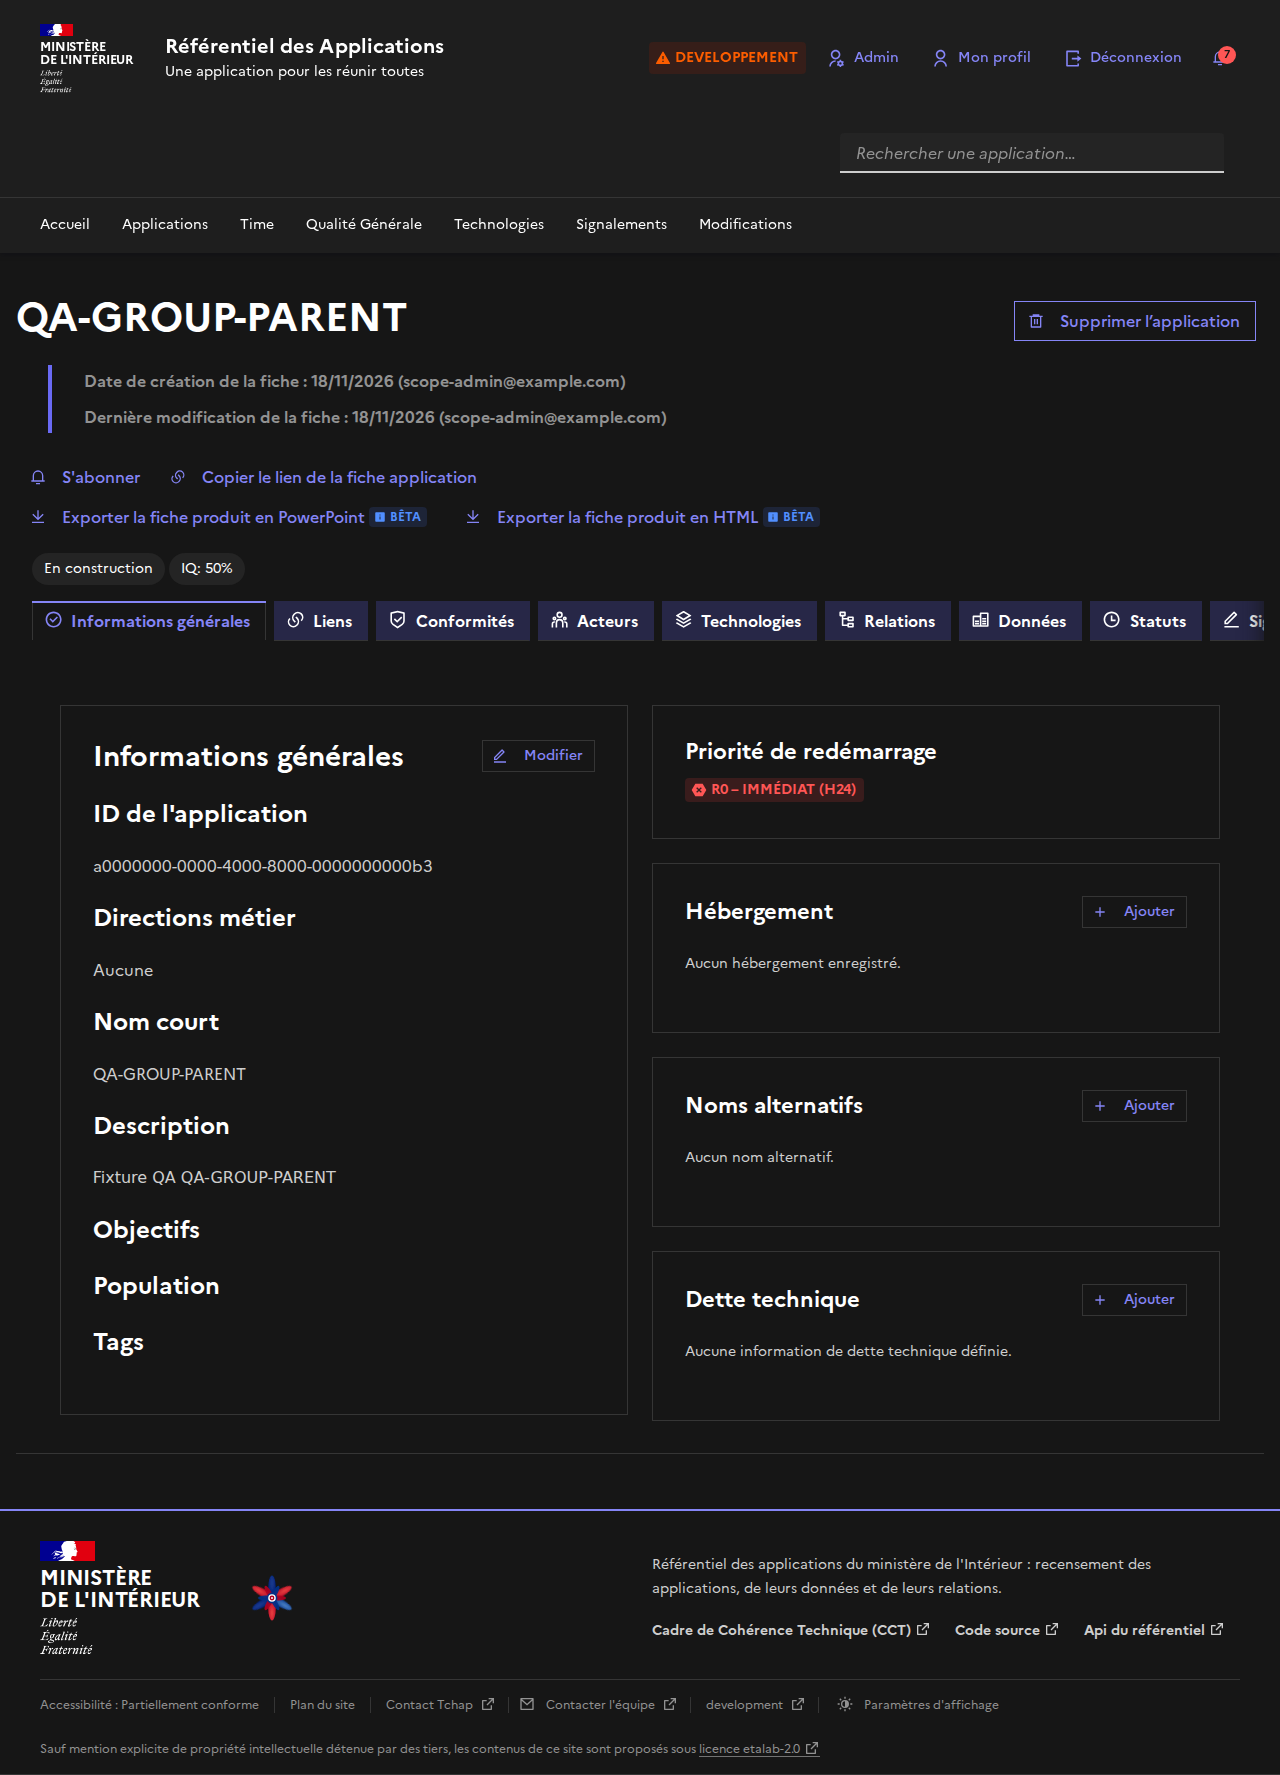 MINISTÈRE
DE L'INTÉRIEUR
Liberté
Égalité
Fraternité
Référentiel des Applications
Une application pour les réunir toutes
DEVELOPPEMENT
Admin
Mon profil
Déconnexion
7
Rechercher une application...
Accueil
Applications
Time
Qualité Générale
Technologies
Signalements
Modifications
QA-GROUP-PARENT
Supprimer l’application
Date de création de la fiche : 18/11/2026 (scope-admin@example.com)
Dernière modification de la fiche : 18/11/2026 (scope-admin@example.com)
S'abonner
Copier le lien de la fiche application
Exporter la fiche produit en PowerPoint BÊTA
Exporter la fiche produit en HTML BÊTA
En construction
IQ: 50%
Informations générales
Liens
Conformités
Acteurs
Technologies
Relations
Données
Statuts
Informations générales
Modifier
ID de l'application
a0000000-0000-4000-8000-0000000000b3
Directions métier
Aucune
Nom court
QA-GROUP-PARENT
Description
Fixture QA QA-GROUP-PARENT
Objectifs
Population
Tags
Priorité de redémarrage
R0 – IMMÉDIAT (H24)
Hébergement
Ajouter
Aucun hébergement enregistré.
Noms alternatifs
Ajouter
Aucun nom alternatif.
Dette technique
Ajouter
Aucune information de dette technique définie.
MINISTÈRE
DE L'INTÉRIEUR
Liberté
Égalité
Fraternité
Référentiel des applications du ministère de l'Intérieur : recensement des
applications, de leurs données et de leurs relations.
Cadre de Cohérence Technique (CCT)
Code source
Api du référentiel
Accessibilité : Partiellement conforme
Plan du site
Contact Tchap
Contacter l'équipe
development
Paramètres d'affichage
Sauf mention explicite de propriété intellectuelle détenue par des tiers, les contenus de ce site sont proposés sous licence etalab-2.0